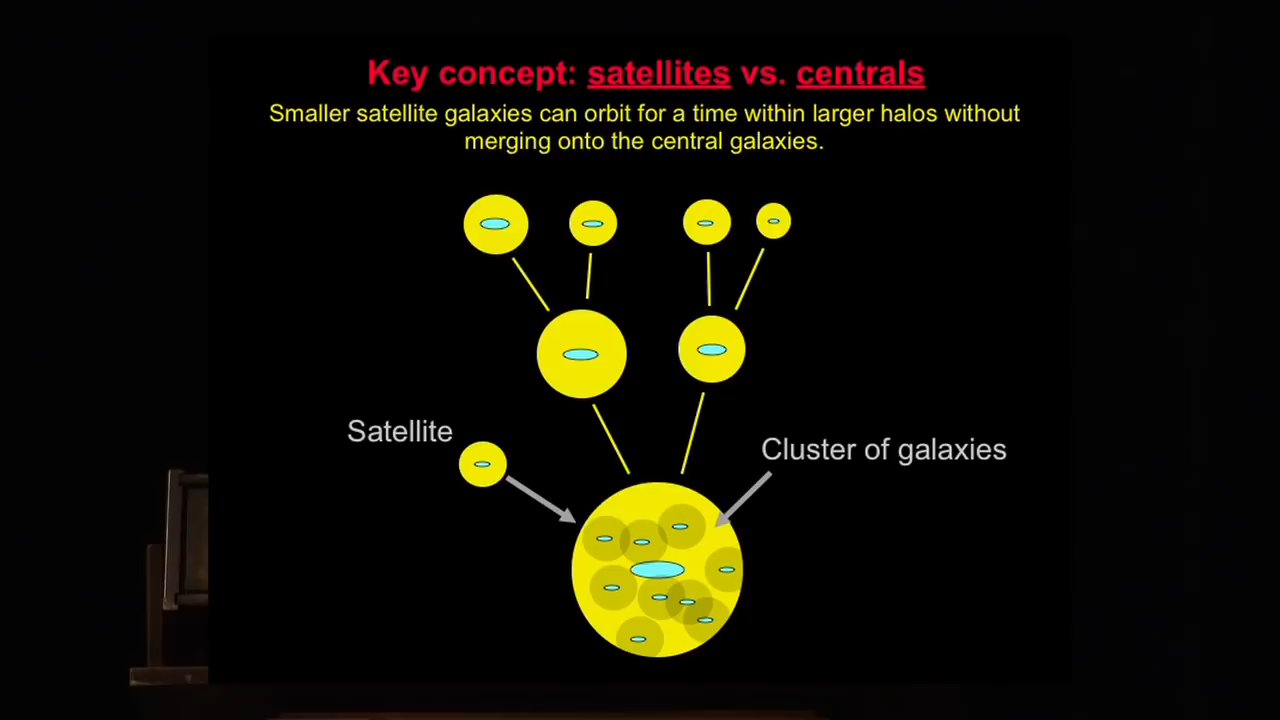 Key concept: satellites vs. centrals
Smaller satellite galaxies can orbit for a time within larger halos without
merging onto the central galaxies.
Satellite
Cluster of galaxies